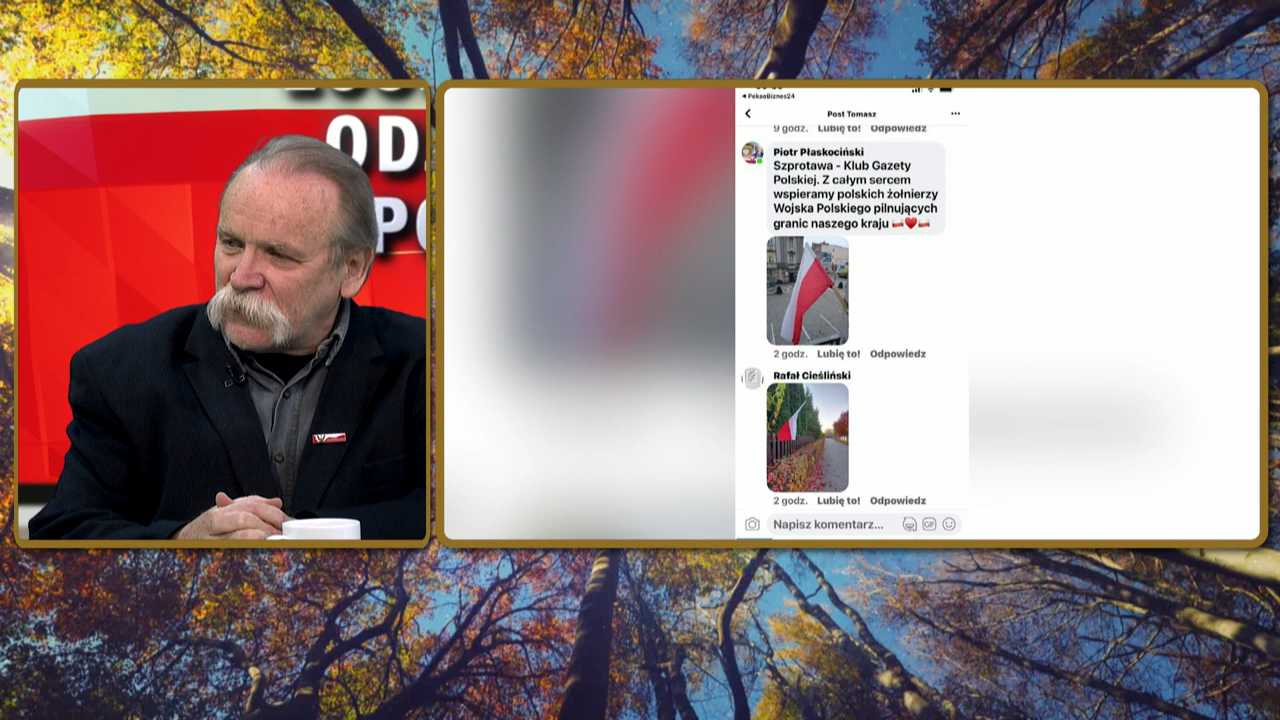 OD
PO
◂ PekaoBiznes24
Post Tomasz
9 godz. Lubię to! Odpowiedz
Piotr Płaskociński
Szprotawa - Klub Gazety
Polskiej. Z całym sercem
wspieramy polskich żołnierzy
Wojska Polskiego pilnujących
granic naszego kraju 🇵🇱❤️🇵🇱
2 godz. Lubię to! Odpowiedz
Rafał Cieśliński
2 godz. Lubię to! Odpowiedz
Napisz komentarz...
GIF